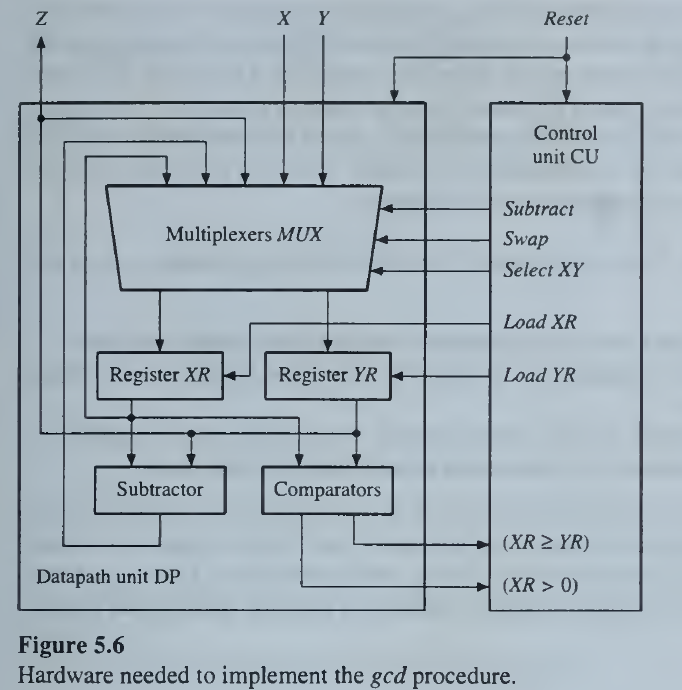 Z
X
Y
Reset
Control
unit CU
Multiplexers MUX
Subtract
Swap
Select XY
Load XR
Register XR
Register YR
Load YR
Subtractor
Comparators
(XR ≥ YR)
Datapath unit DP
(XR > 0)
Figure 5.6
Hardware needed to implement the gcd procedure.